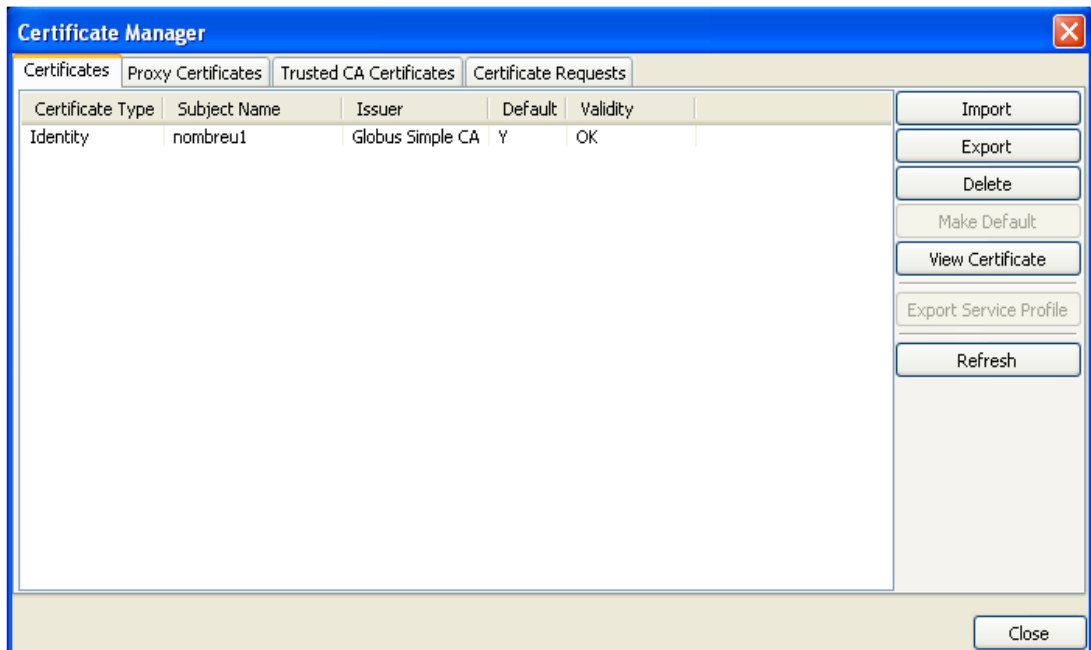 Certificate Manager
Certificates Proxy Certificates Trusted CA Certificates Certificate Requests
Certificate Type Subject Name Issuer Default Validity
Identity nombreu1 Globus Simple CA Y OK
Import
Export
Delete
Make Default
View Certificate
Export Service Profile
Refresh
Close